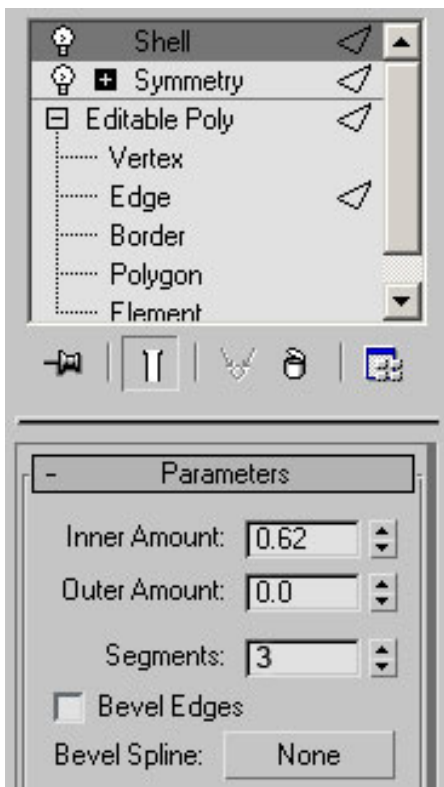 Shell
Symmetry
Editable Poly
Vertex
Edge
Border
Polygon
Element
- Parameters
Inner Amount: 0.62
Outer Amount: 0.0
Segments: 3
Bevel Edges
Bevel Spline: None